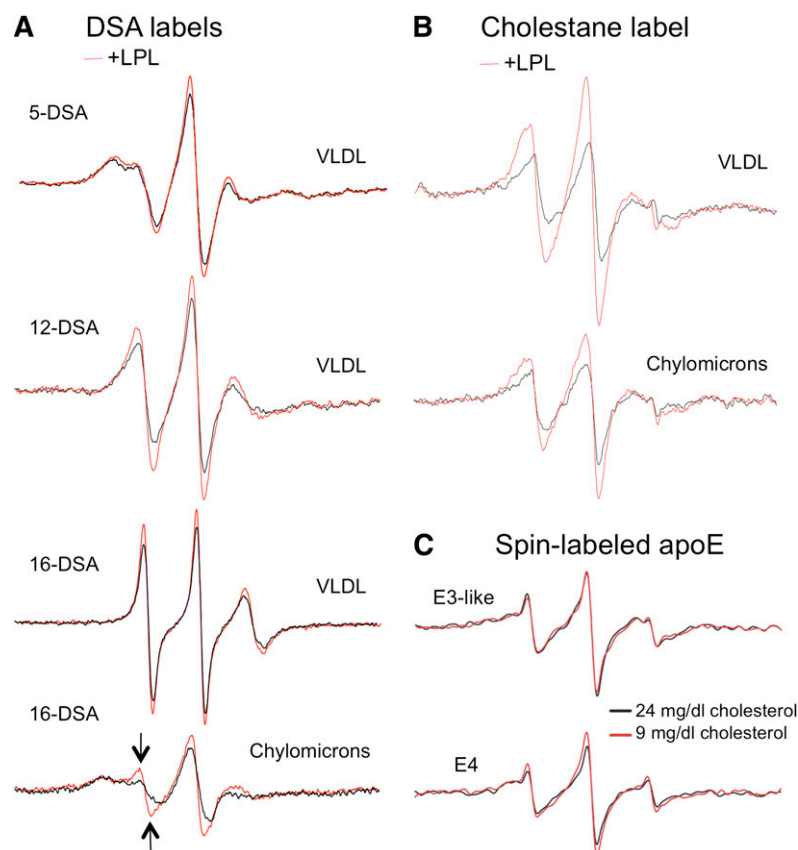 A DSA labels
+LPL
5-DSA
VLDL
12-DSA
VLDL
16-DSA
VLDL
16-DSA
Chylomicrons
B Cholestane label
+LPL
VLDL
Chylomicrons
C Spin-labeled apoE
E3-like
24 mg/dl cholesterol
9 mg/dl cholesterol
E4